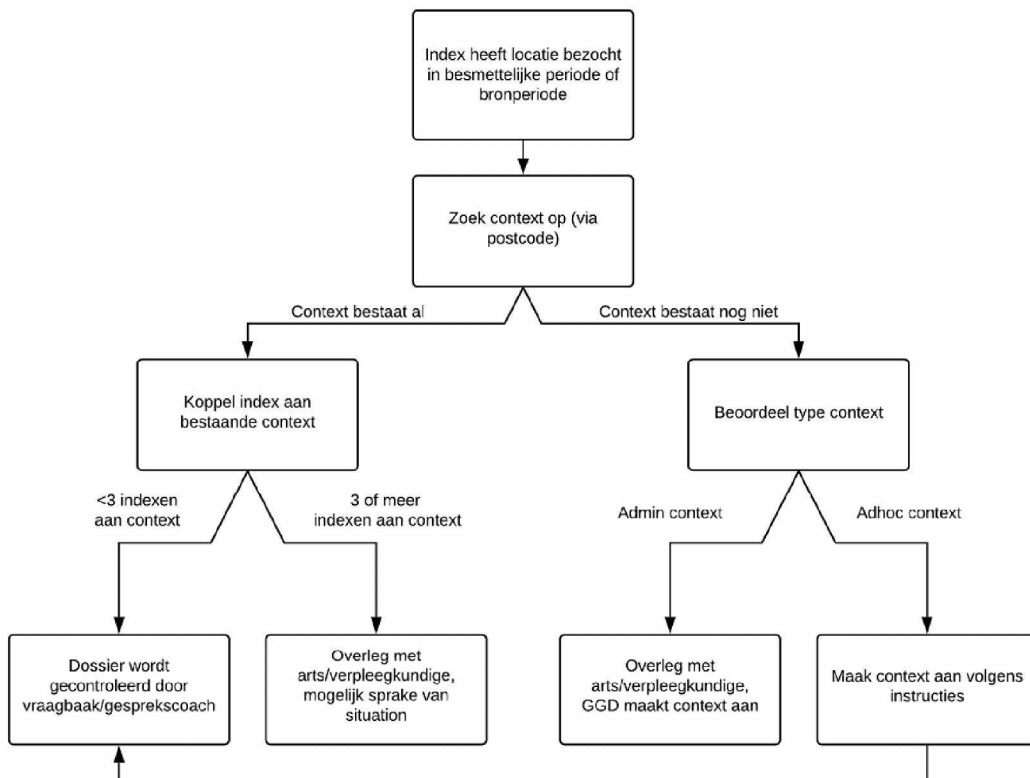 Index heeft locatie bezocht
in besmettelijke periode of
bronperiode
Zoek context op (via
postcode)
Context bestaat al
Context bestaat nog niet
Koppel index aan
bestaande context
Beoordeel type context
<3 indexen
aan context
3 of meer
indexen aan context
Admin context
Adhoc context
Dossier wordt
gecontroleerd door
vraagbaak/gesprekscoach
Overleg met
arts/verpleegkundige,
mogelijk sprake van
situation
Overleg met
arts/verpleegkundige,
GGD maakt context aan
Maak context aan volgens
instructies